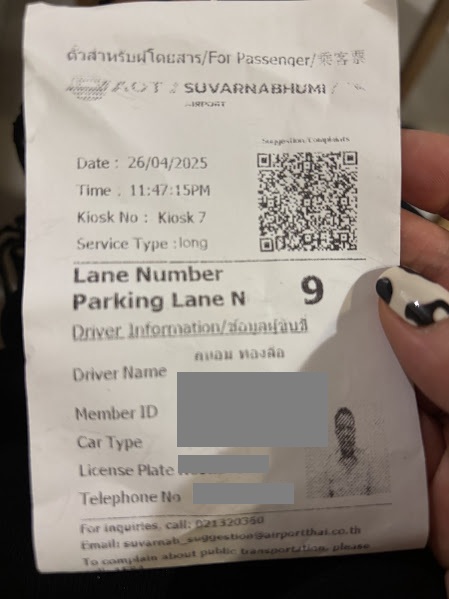 ตั๋วสำหรับผู้โดยสาร/For Passenger/乘客票
AOT : SUVARNABHUMI
AIRPORT
Suggestion/Complaints
Date : 26/04/2025
Time : 11:47:15PM
Kiosk No : Kiosk 7
Service Type : long
Lane Number
Parking Lane N 9
Driver Information/ข้อมูลผู้ขับขี่
Driver Name
Member ID
Car Type
License Plate
Telephone No
For inquiries, call: 021320360
Email: suvarnab_suggestion@airportthai.co.th
To complain about public transportation, please